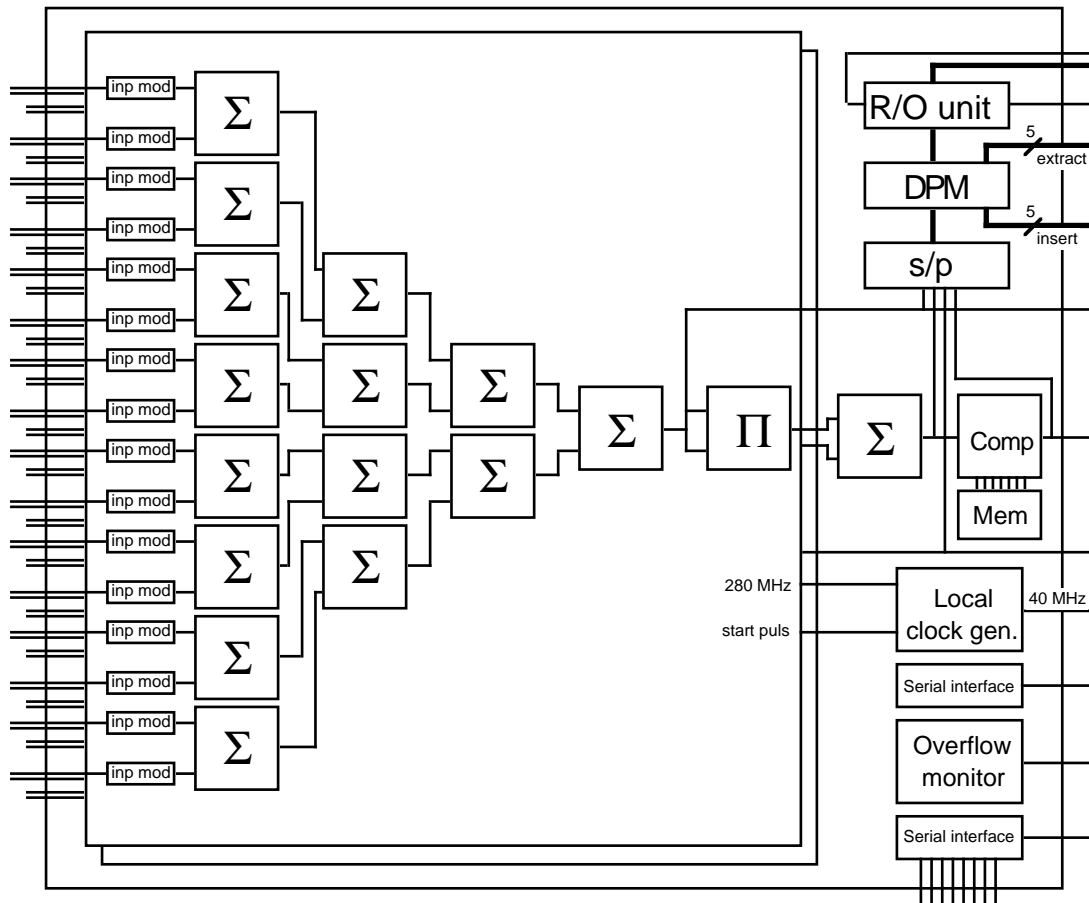 inp mod
Σ
inp mod
inp mod
Σ
inp mod
inp mod
Σ
inp mod
inp mod
Σ
inp mod
inp mod
Σ
inp mod
inp mod
Σ
inp mod
inp mod
Σ
inp mod
inp mod
Σ
inp mod
Σ
Σ
Σ
Σ
Σ
Σ
Σ
Π
Σ
R/O unit
5
extract
DPM
5
insert
s/p
Comp
Mem
280 MHz
start puls
Local
clock gen.
40 MHz
Serial interface
Overflow
monitor
Serial interface